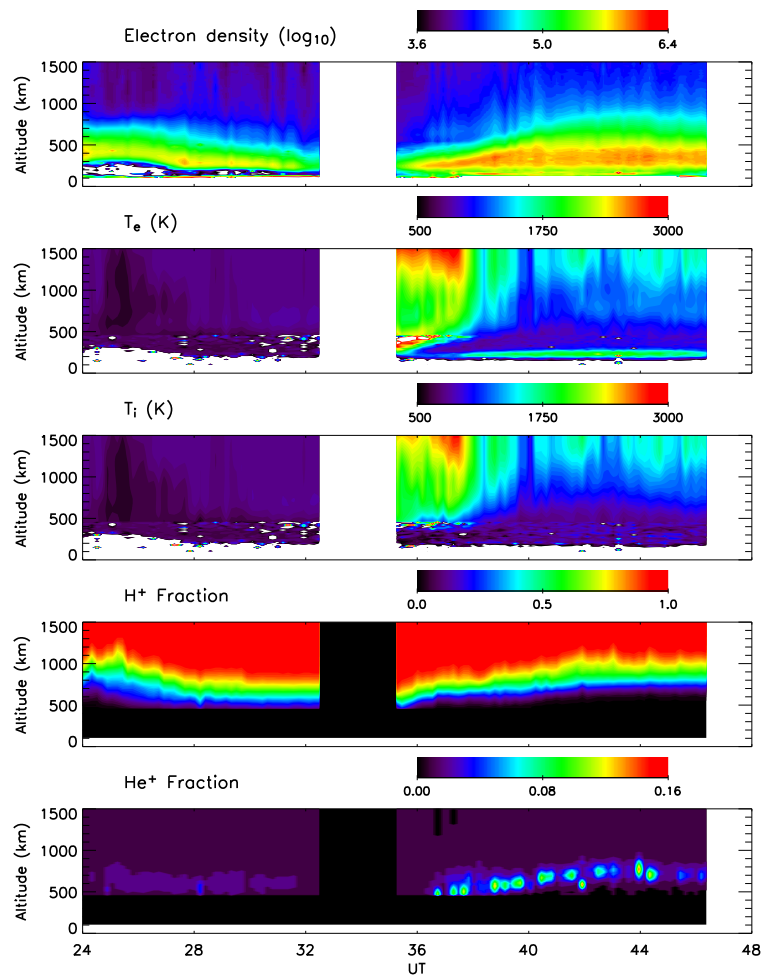 Electron density (log₁₀)
3.6 5.0 6.4
1500
1000
500
0
Altitude (km)
Tₑ (K)
500 1750 3000
1500
1000
500
0
Altitude (km)
Tᵢ (K)
500 1750 3000
1500
1000
500
0
Altitude (km)
H⁺ Fraction
0.0 0.5 1.0
1500
1000
500
0
Altitude (km)
He⁺ Fraction
0.00 0.08 0.16
1500
1000
500
0
Altitude (km)
24 28 32 36 40 44 48
UT